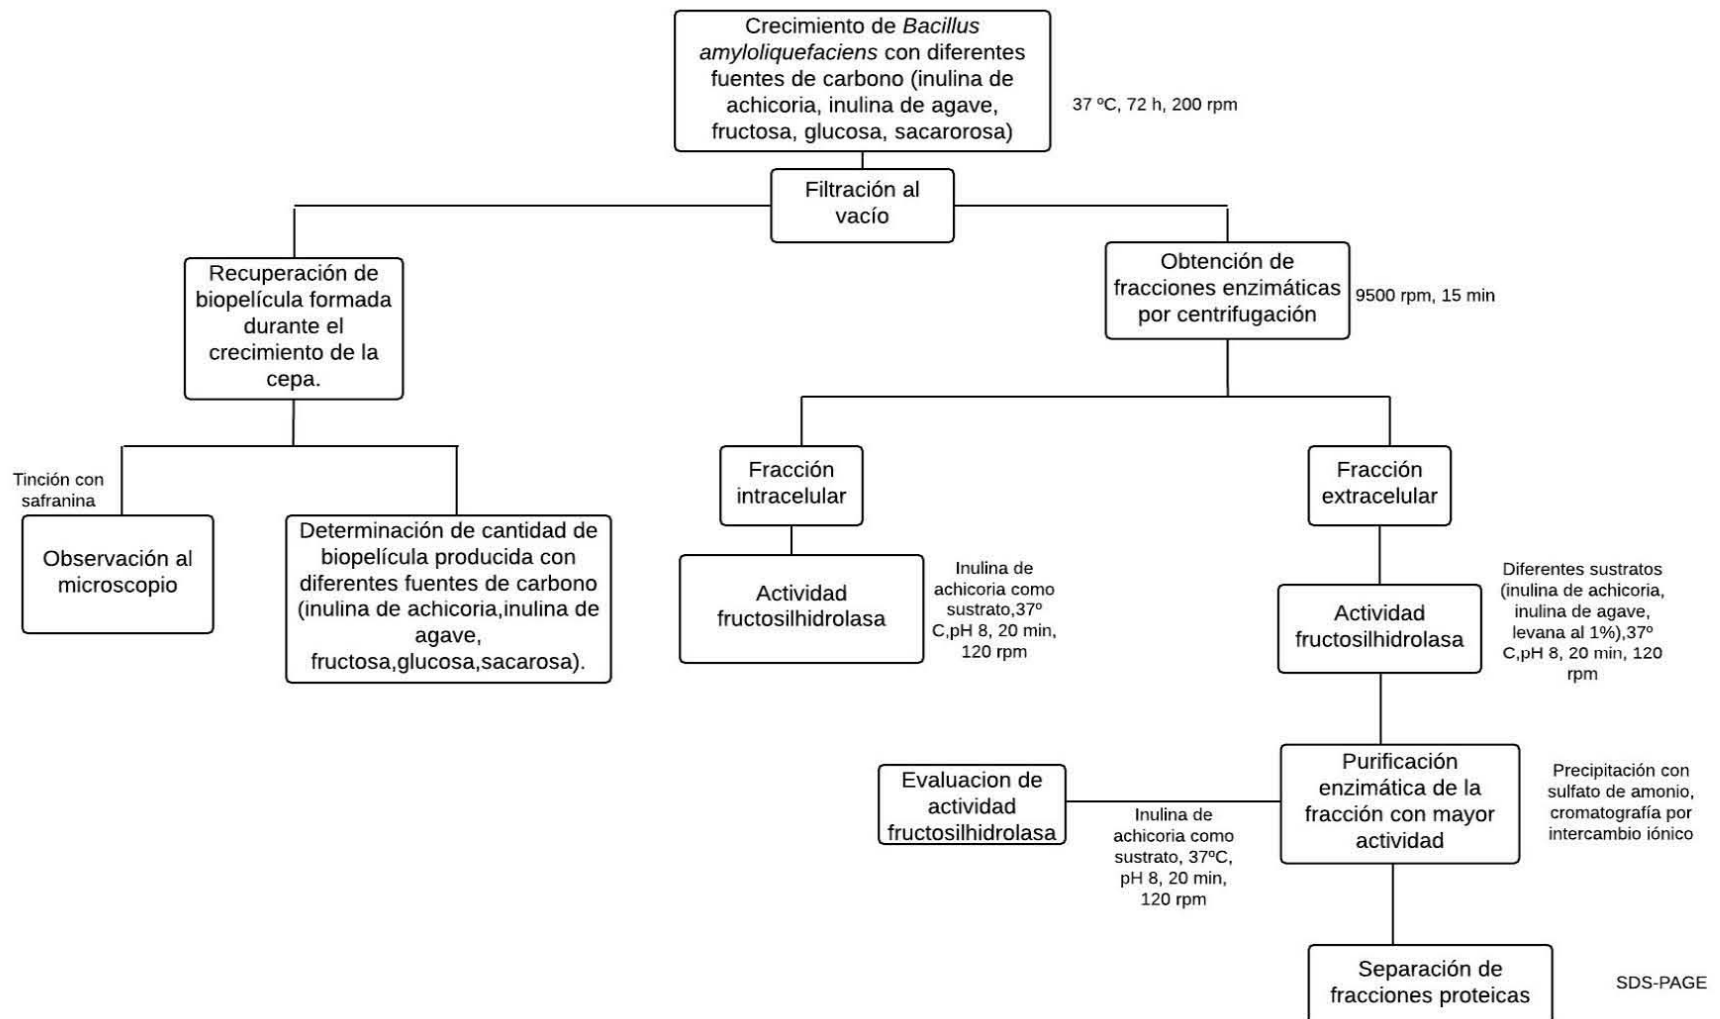 Crecimiento de Bacillus
amyloliquefaciens con diferentes
fuentes de carbono (inulina de
achicoria, inulina de agave,
fructosa, glucosa, sacarorosa)
37 ºC, 72 h, 200 rpm
Filtración al
vacío
Recuperación de
biopelícula formada
durante el
crecimiento de la
cepa.
Obtención de
fracciones enzimáticas
por centrifugación
9500 rpm, 15 min
Tinción con
safranina
Observación al
microscopio
Determinación de cantidad de
biopelícula producida con
diferentes fuentes de carbono
(inulina de achicoria,inulina de
agave,
fructosa,glucosa,sacarosa).
Fracción
intracelular
Fracción
extracelular
Actividad
fructosilhidrolasa
Inulina de
achicoria como
sustrato,37º
C,pH 8, 20 min,
120 rpm
Actividad
fructosilhidrolasa
Diferentes sustratos
(inulina de achicoria,
inulina de agave,
levana al 1%),37º
C,pH 8, 20 min, 120
rpm
Evaluacion de
actividad
fructosilhidrolasa
Inulina de
achicoria como
sustrato, 37ºC,
pH 8, 20 min,
120 rpm
Purificación
enzimática de la
fracción con mayor
actividad
Precipitación con
sulfato de amonio,
cromatografía por
intercambio iónico
Separación de
fracciones proteicas
SDS-PAGE